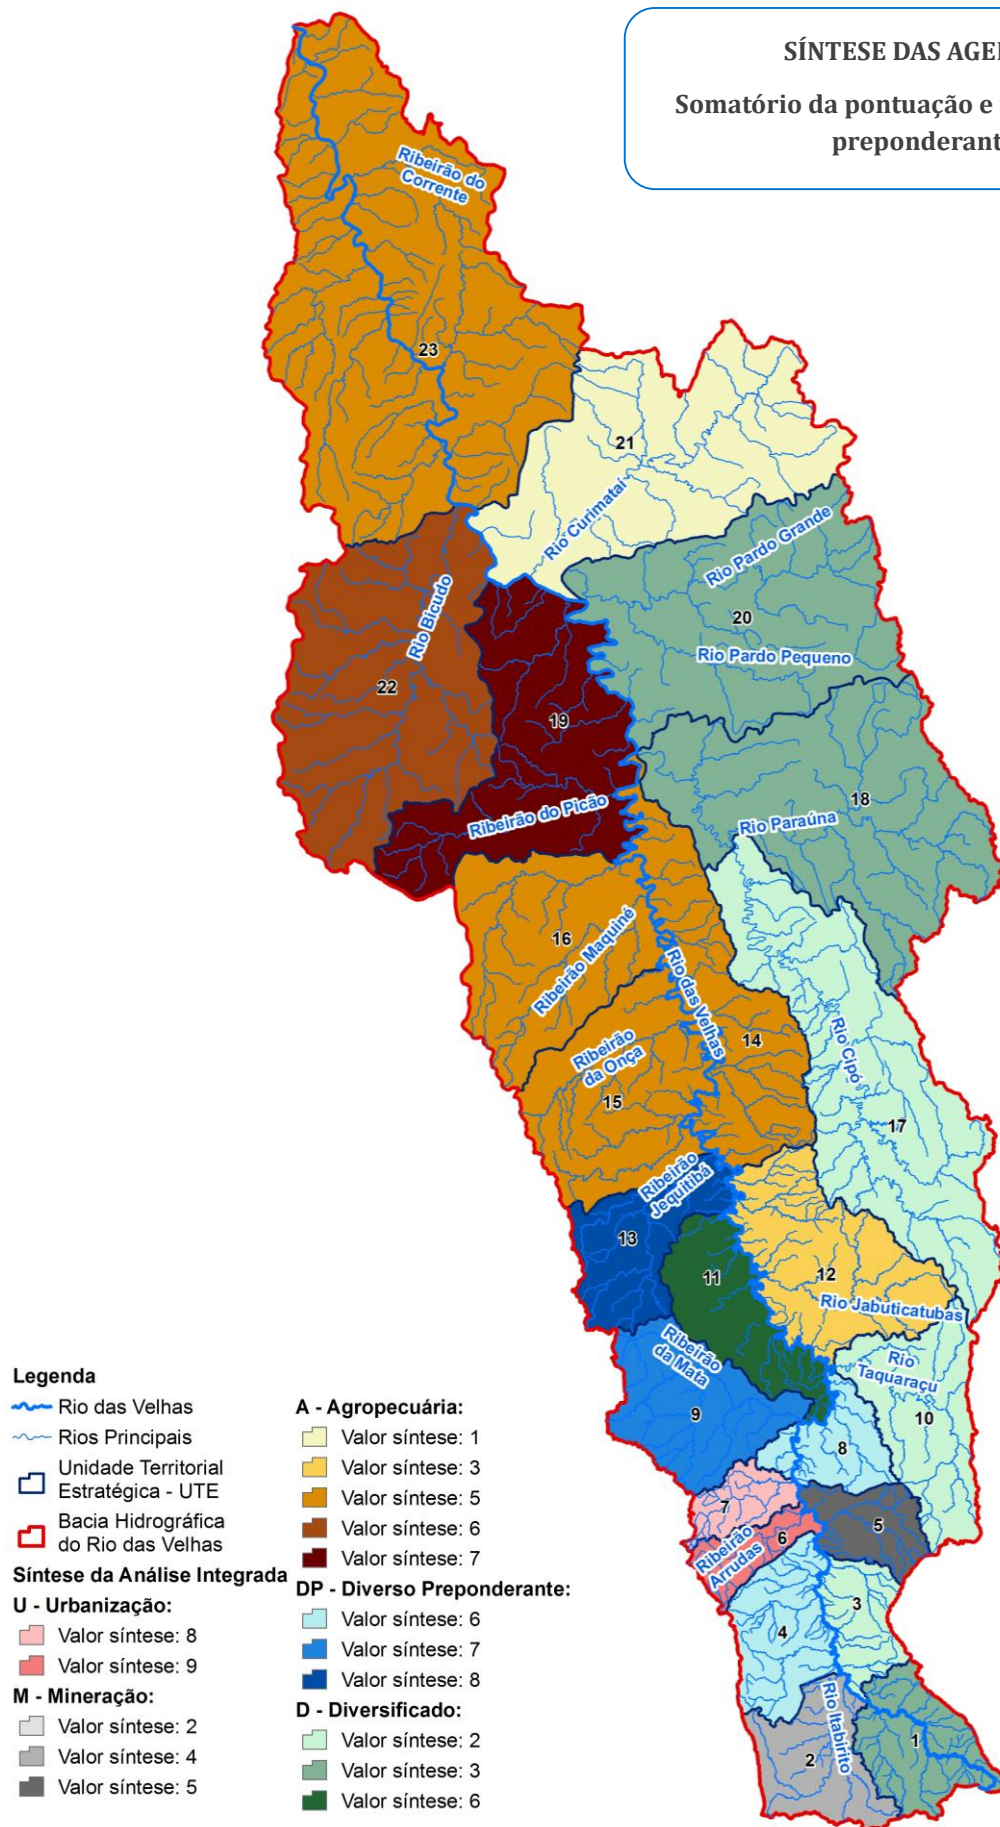 SÍNTESE DAS AGE
Somatório da pontuação e
preponderant
Ribeirão do
Corrente
23
21
Rio Curimataí
Rio Pardo Grande
20
Rio Pardo Pequeno
Rio Bicudo
22
19
18
Ribeirão do Picão
Rio Paraúna
16
Ribeirão Maquiné
Rio das Velhas
14
Ribeirão
da Onça
15
Rio Cipó
17
Ribeirão
Jequitibá
13
11
12
Rio Jabuticatubas
Ribeirão
da Mata
Rio
Taquaraçu
9
10
8
7
6
5
Ribeirão
Arrudas
3
4
Rio Itabirito
2
1
Legenda
Rio das Velhas
Rios Principais
Unidade Territorial
Estratégica - UTE
Bacia Hidrográfica
do Rio das Velhas
Síntese da Análise Integrada
U - Urbanização:
Valor síntese: 8
Valor síntese: 9
M - Mineração:
Valor síntese: 2
Valor síntese: 4
Valor síntese: 5
A - Agropecuária:
Valor síntese: 1
Valor síntese: 3
Valor síntese: 5
Valor síntese: 6
Valor síntese: 7
DP - Diverso Preponderante:
Valor síntese: 6
Valor síntese: 7
Valor síntese: 8
D - Diversificado:
Valor síntese: 2
Valor síntese: 3
Valor síntese: 6